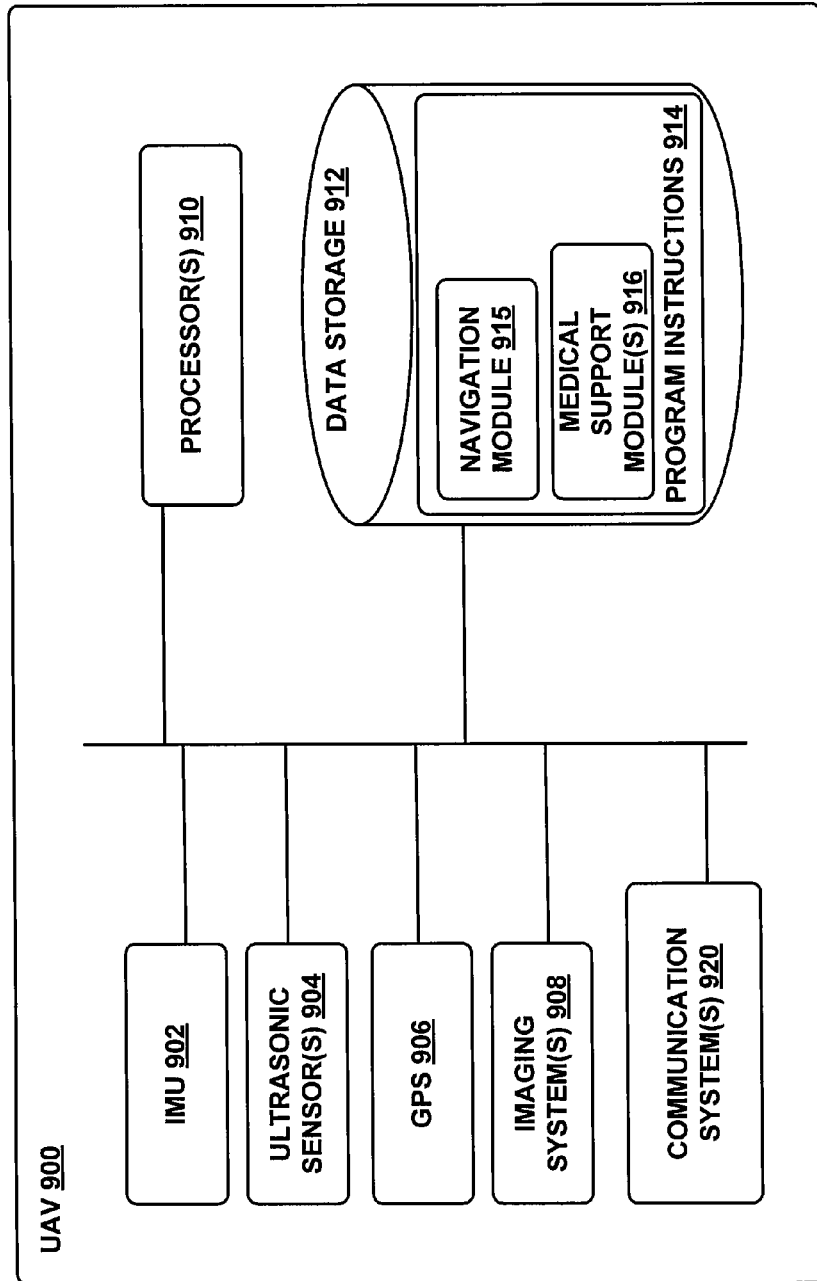 UAV 900
IMU 902
ULTRASONIC
SENSOR(S) 904
GPS 906
IMAGING
SYSTEM(S) 908
COMMUNICATION
SYSTEM(S) 920
PROCESSOR(S) 910
DATA STORAGE 912
NAVIGATION
MODULE 915
MEDICAL
SUPPORT
MODULE(S) 916
PROGRAM INSTRUCTIONS 914